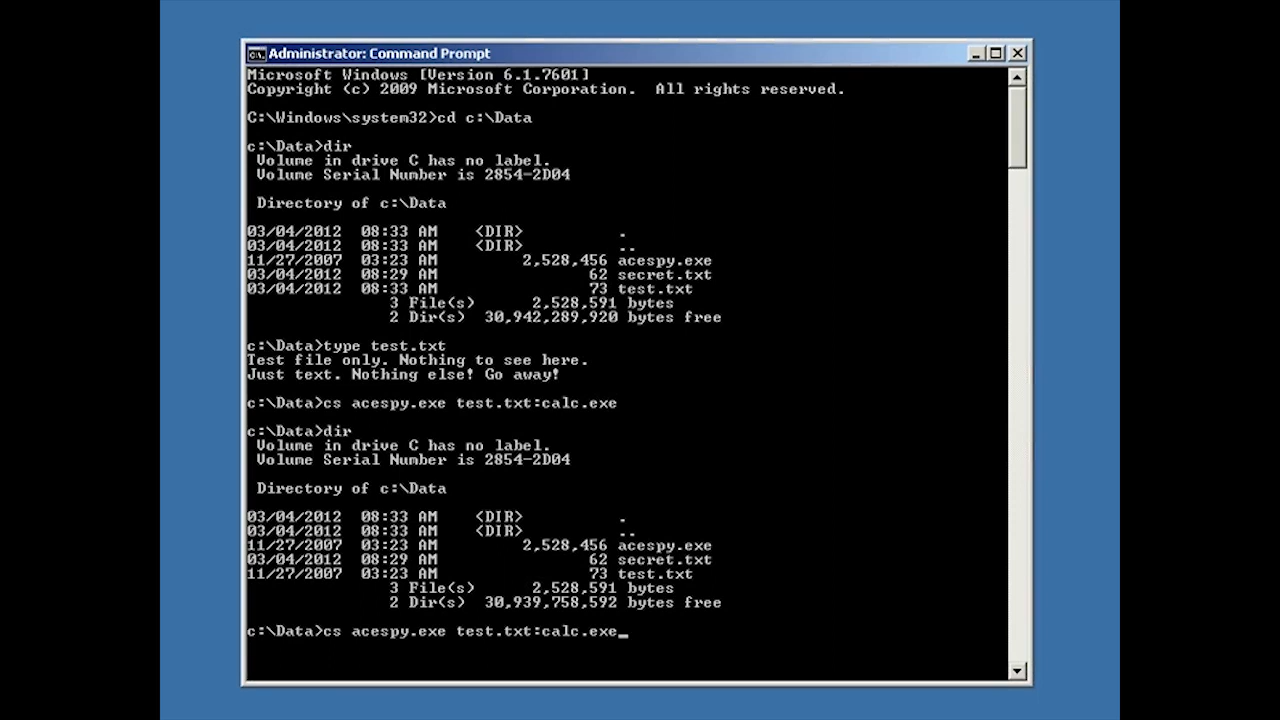 Administrator: Command Prompt
Microsoft Windows [Version 6.1.7601]
Copyright (c) 2009 Microsoft Corporation.  All rights reserved.
C:\Windows\system32>cd c:\Data
c:\Data>dir
 Volume in drive C has no label.
 Volume Serial Number is 2854-2D04
 Directory of c:\Data
03/04/2012  08:33 AM    <DIR>          .
03/04/2012  08:33 AM    <DIR>          ..
11/27/2007  03:23 AM         2,528,456 acespy.exe
03/04/2012  08:29 AM                62 secret.txt
03/04/2012  08:33 AM                73 test.txt
               3 File(s)      2,528,591 bytes
               2 Dir(s)  30,942,289,920 bytes free
c:\Data>type test.txt
Test file only. Nothing to see here.
Just text. Nothing else! Go away!
c:\Data>cs acespy.exe test.txt:calc.exe
c:\Data>dir
 Volume in drive C has no label.
 Volume Serial Number is 2854-2D04
 Directory of c:\Data
03/04/2012  08:33 AM    <DIR>          .
03/04/2012  08:33 AM    <DIR>          ..
11/27/2007  03:23 AM         2,528,456 acespy.exe
03/04/2012  08:29 AM                62 secret.txt
11/27/2007  03:23 AM                73 test.txt
               3 File(s)      2,528,591 bytes
               2 Dir(s)  30,939,758,592 bytes free
c:\Data>cs acespy.exe test.txt:calc.exe_